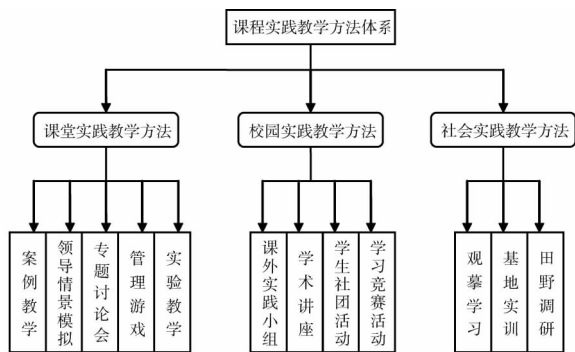 课程实践教学方法体系
课堂实践教学方法
校园实践教学方法
社会实践教学方法
案例教学
领导情景模拟
专题讨论会
管理游戏
实验教学
课外实践小组
学术讲座
学生社团活动
学习竞赛活动
观摹学习
基地实训
田野调研